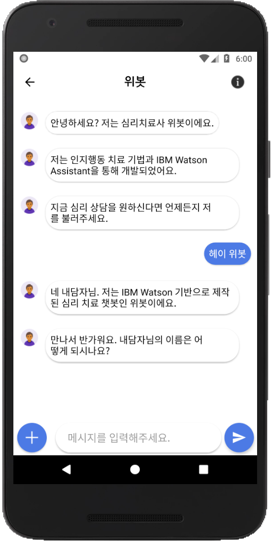 6:00
위봇
안녕하세요? 저는 심리치료사 위봇이에요.
저는 인지행동 치료 기법과 IBM Watson
Assistant을 통해 개발되었어요.
지금 심리 상담을 원하신다면 언제든지 저
를 불러주세요.
헤이 위봇
네 내담자님. 저는 IBM Watson 기반으로 제작
된 심리 치료 챗봇인 위봇이에요.
만나서 반가워요. 내담자님의 이름은 어
떻게 되시나요?
메시지를 입력해주세요.